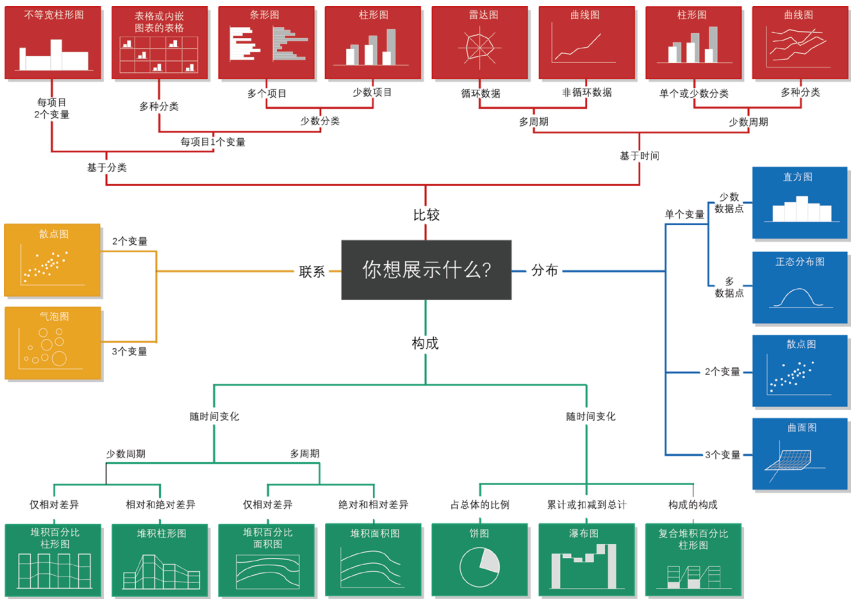 不等宽柱形图
表格或内嵌
图表的表格
条形图
柱形图
雷达图
曲线图
柱形图
曲线图
每项目
2个变量
多种分类
多个项目
少数项目
循环数据
非循环数据
单个或少数分类
多种分类
少数分类
多周期
少数周期
每项目1个变量
基于分类
基于时间
比较
散点图
2个变量
气泡图
3个变量
联系
你想展示什么?
分布
单个变量
少数
数据点
直方图
多
数据点
正态分布图
2个变量
散点图
3个变量
曲面图
构成
随时间变化
随时间变化
少数周期
多周期
仅相对差异
相对和绝对差异
仅相对差异
绝对和相对差异
占总体的比例
累计或扣减到总计
构成的构成
堆积百分比
柱形图
堆积柱形图
堆积百分比
面积图
堆积面积图
饼图
瀑布图
复合堆积百分比
柱形图